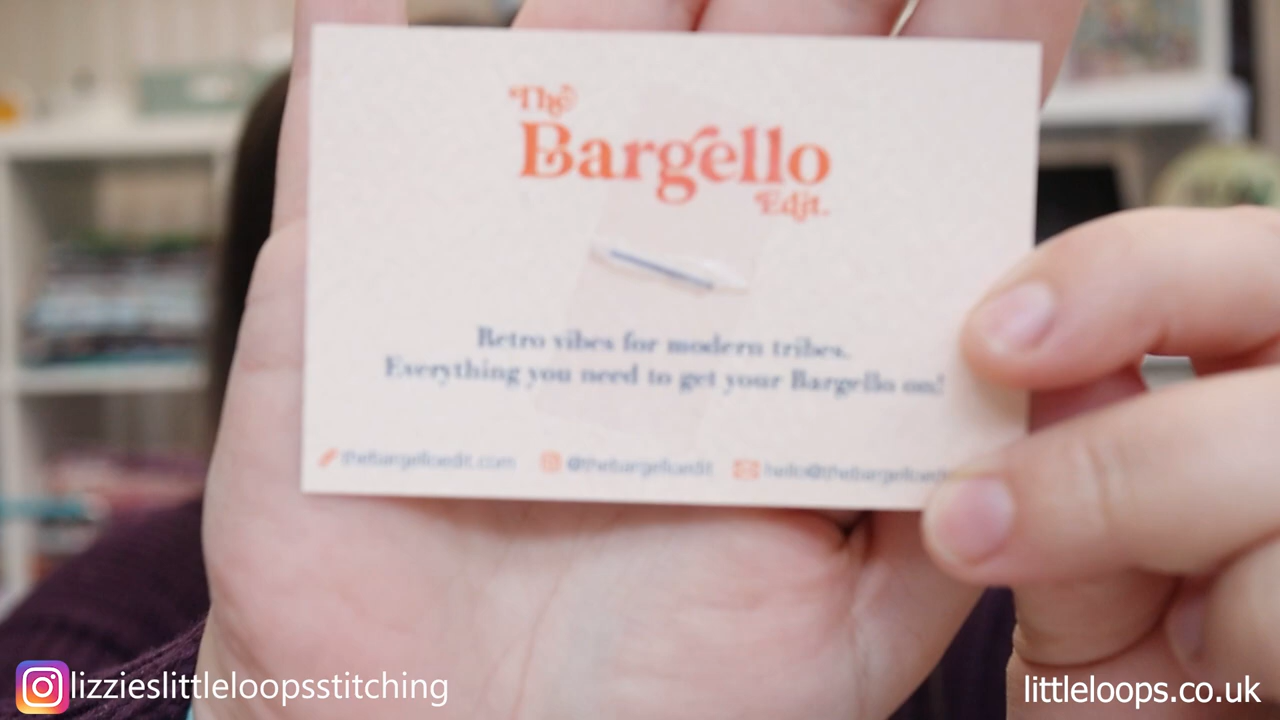 The
Bargello
Edit.
Retro vibes for modern tribes.
Everything you need to get your Bargello on!
thebargelloedit.com @thebargelloedit
lizzieslittleloopsstitching
littleloops.co.uk